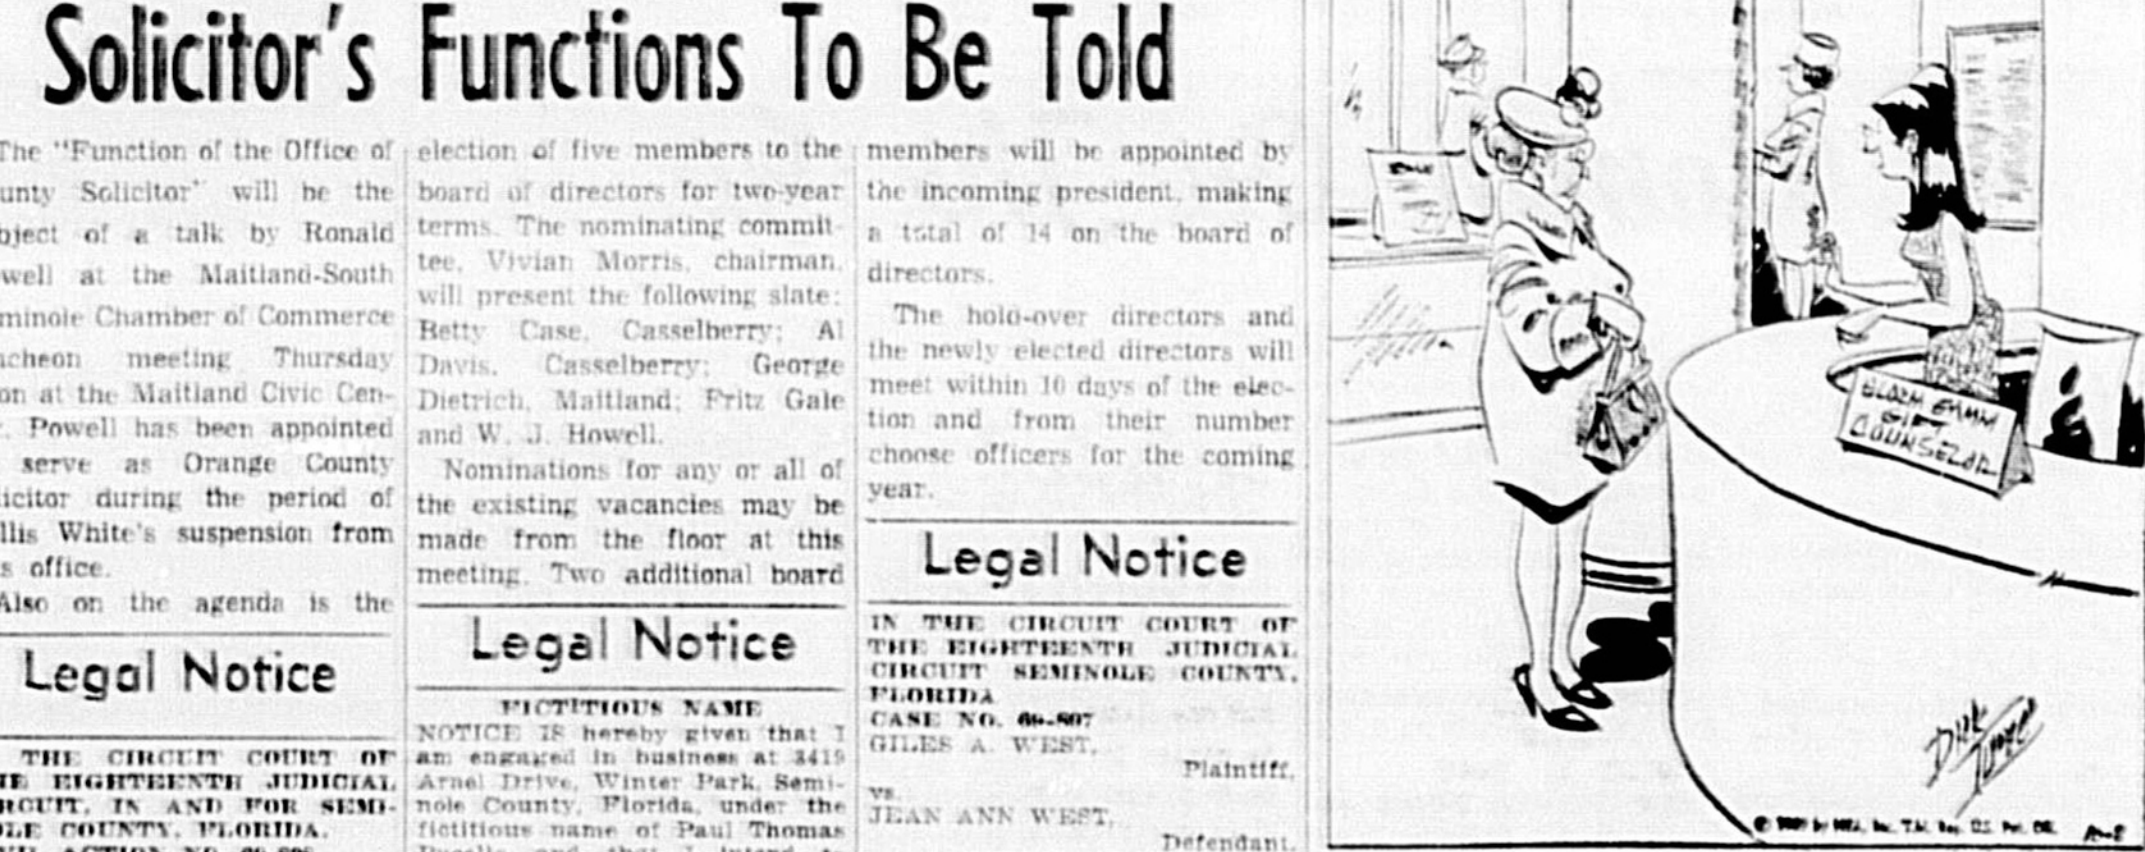 Solicitor's Functions To Be Told
The "Function of the Office of
unty Solicitor" will be the
bject of a talk by Ronald
well at the Maitland-South
minole Chamber of Commerce
ncheon meeting Thursday
on at the Maitland Civic Cen-
r. Powell has been appointed
serve as Orange County
licitor during the period of
llis White's suspension from
s office.
Also on the agenda is the
Legal Notice
THE CIRCUIT COURT OF
HE EIGHTEENTH JUDICIAL
RCUIT, IN AND FOR SEMI-
OLE COUNTY, FLORIDA.
election of five members to the
board of directors for two-year
terms. The nominating commit-
tee, Vivian Morris, chairman,
will present the following slate:
Betty Case, Casselberry; Al
Davis, Casselberry; George
Dietrich, Maitland; Fritz Gale
and W. J. Howell.
Nominations for any or all of
the existing vacancies may be
made from the floor at this
meeting. Two additional board
Legal Notice
FICTITIOUS NAME
NOTICE IS hereby given that I
am engaged in business at 3419
Arnel Drive, Winter Park, Semi-
nole County, Florida, under the
fictitious name of Paul Thomas
members will be appointed by
the incoming president, making
a total of 14 on the board of
directors.
The hold-over directors and
the newly elected directors will
meet within 10 days of the elec-
tion and from their number
choose officers for the coming
year.
Legal Notice
IN THE CIRCUIT COURT OF
THE EIGHTEENTH JUDICIAL
CIRCUIT SEMINOLE COUNTY,
FLORIDA
CASE NO. 69-807
GILES A. WEST,
Plaintiff,
vs.
JEAN ANN WEST,
Defendant.
GIFT
COUNSELOR
Dick
Turner
by NEA, Inc. T.M. Reg. U.S. Pat. Off.